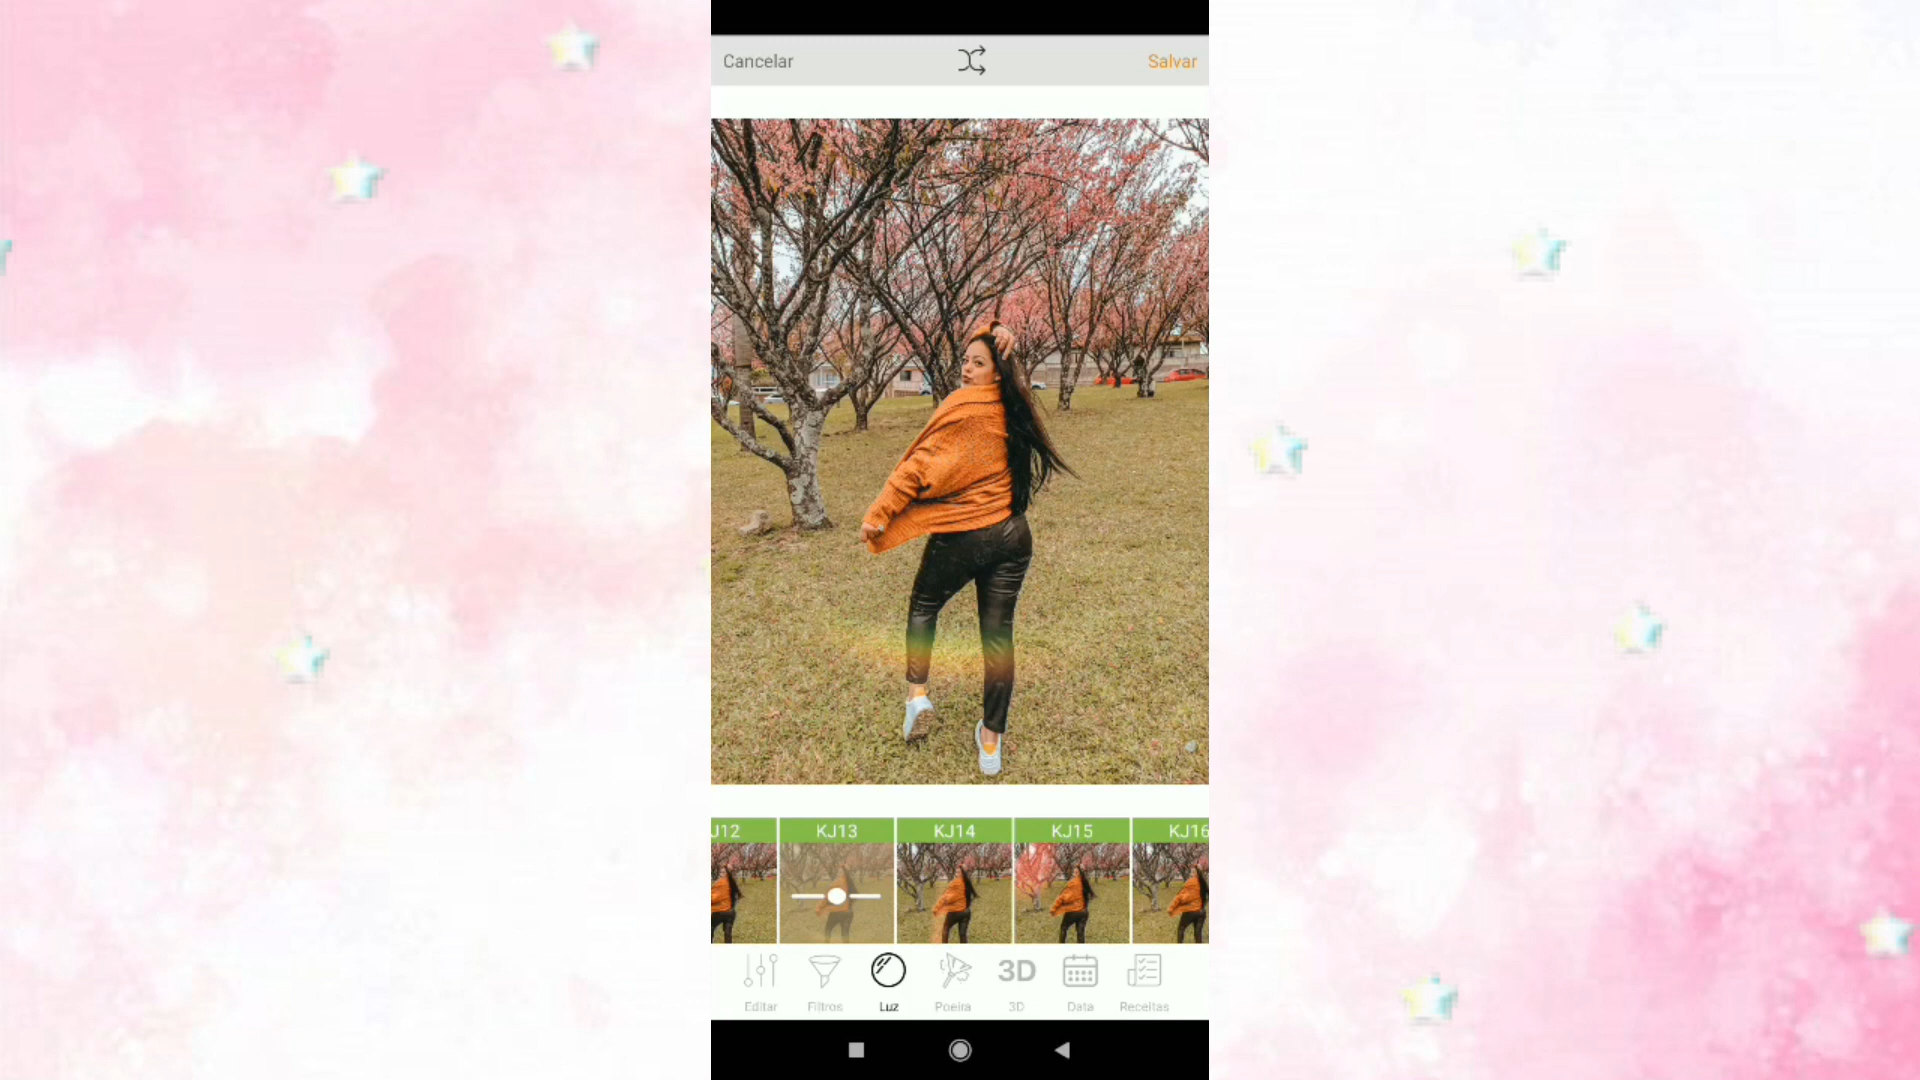 Cancelar
Salvar
J12
KJ13
KJ14
KJ15
KJ16
3D
Editar
Filtros
Luz
Poeira
3D
Data
Receitas